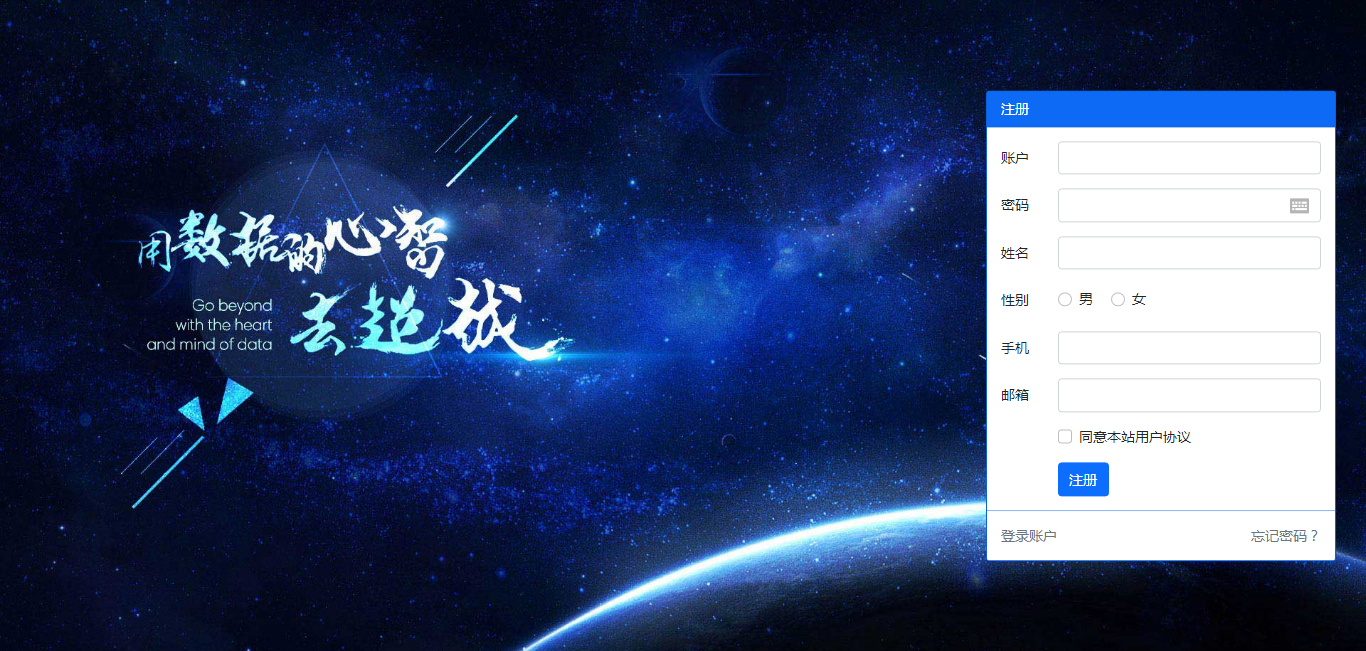 用数据的心智
去超越
Go beyond
with the heart
and mind of data
注册
账户
密码
姓名
性别 男 女
手机
邮箱
同意本站用户协议
注册
登录账户 忘记密码？